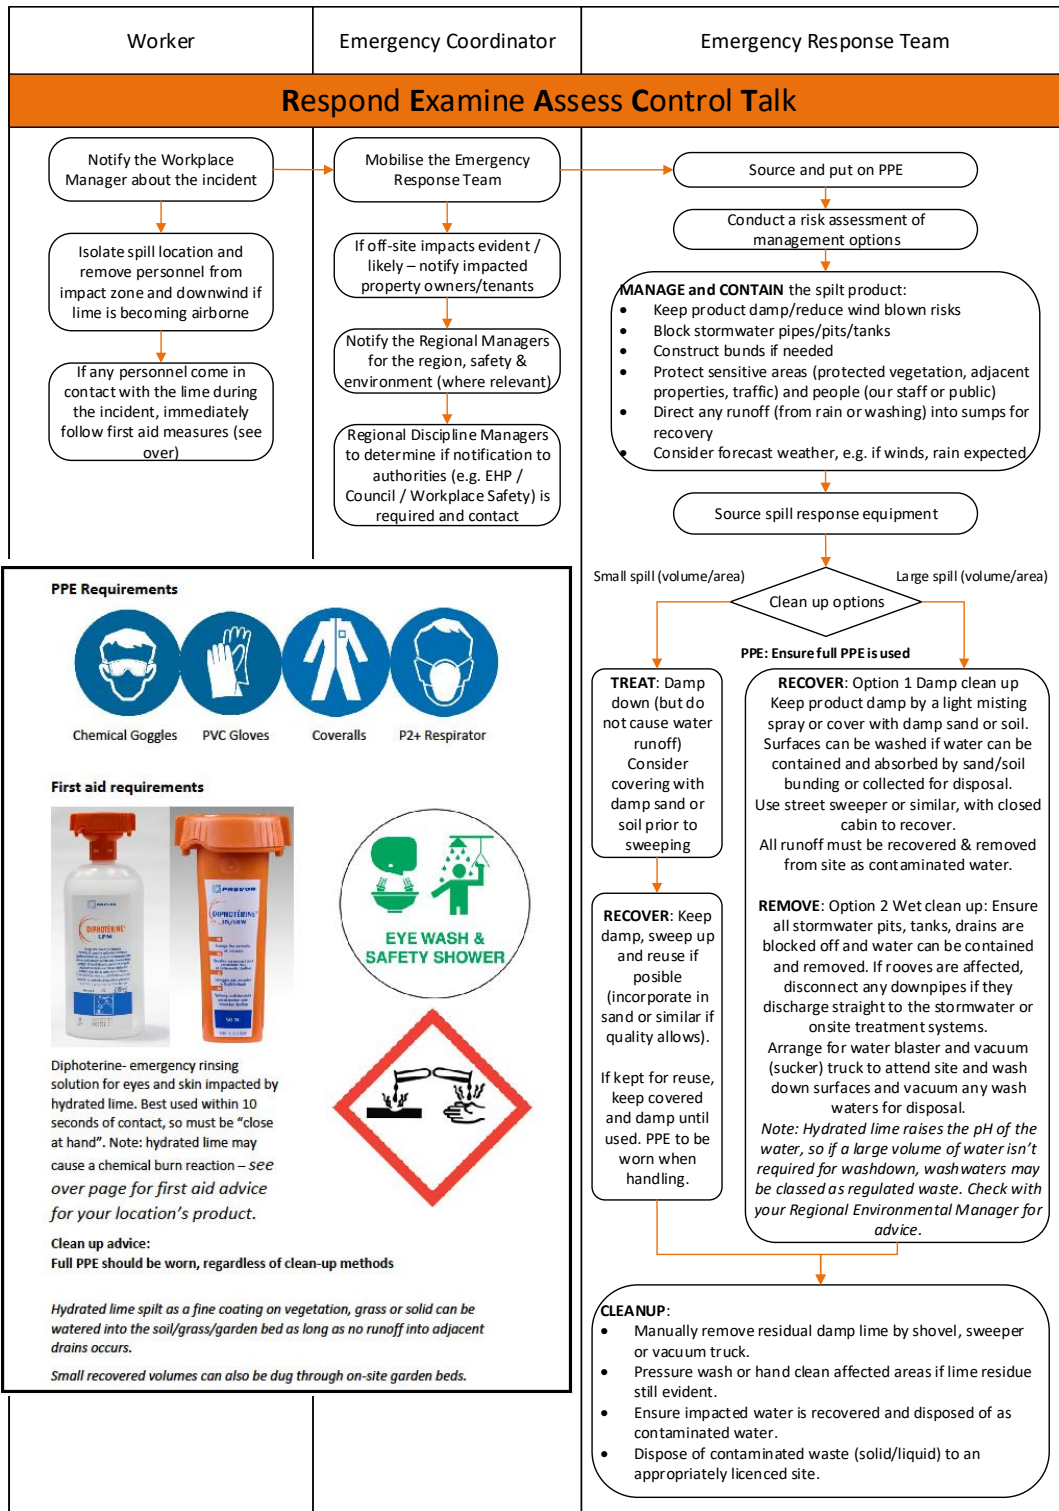 Worker
Emergency Coordinator
Emergency Response Team
Respond Examine Assess Control Talk
Notify the Workplace
Manager about the incident
Isolate spill location and
remove personnel from
impact zone and downwind if
lime is becoming airborne
If any personnel come in
contact with the lime during
the incident, immediately
follow first aid measures (see
over)
Mobilise the Emergency
Response Team
If off-site impacts evident /
likely – notify impacted
property owners/tenants
Notify the Regional Managers
for the region, safety &
environment (where relevant)
Regional Discipline Managers
to determine if notification to
authorities (e.g. EHP /
Council / Workplace Safety) is
required and contact
Source and put on PPE
Conduct a risk assessment of
management options
MANAGE and CONTAIN the spilt product:
• Keep product damp/reduce wind blown risks
• Block stormwater pipes/pits/tanks
• Construct bunds if needed
• Protect sensitive areas (protected vegetation, adjacent
properties, traffic) and people (our staff or public)
• Direct any runoff (from rain or washing) into sumps for
recovery
• Consider forecast weather, e.g. if winds, rain expected
Source spill response equipment
Small spill (volume/area)
Large spill (volume/area)
Clean up options
PPE: Ensure full PPE is used
TREAT: Damp
down (but do
not cause water
runoff)
Consider
covering with
damp sand or
soil prior to
sweeping
RECOVER: Keep
damp, sweep up
and reuse if
posible
(incorporate in
sand or similar if
quality allows).
If kept for reuse,
keep covered
and damp until
used. PPE to be
worn when
handling.
RECOVER: Option 1 Damp clean up
Keep product damp by a light misting
spray or cover with damp sand or soil.
Surfaces can be washed if water can be
contained and absorbed by sand/soil
bunding or collected for disposal.
Use street sweeper or similar, with closed
cabin to recover.
All runoff must be recovered & removed
from site as contaminated water.
REMOVE: Option 2 Wet clean up: Ensure
all stormwater pits, tanks, drains are
blocked off and water can be contained
and removed. If rooves are affected,
disconnect any downpipes if they
discharge straight to the stormwater or
onsite treatment systems.
Arrange for water blaster and vacuum
(sucker) truck to attend site and wash
down surfaces and vacuum any wash
waters for disposal.
Note: Hydrated lime raises the pH of the
water, so if a large volume of water isn't
required for washdown, washwaters may
be classed as regulated waste. Check with
your Regional Environmental Manager for
advice.
CLEANUP:
• Manually remove residual damp lime by shovel, sweeper
or vacuum truck.
• Pressure wash or hand clean affected areas if lime residue
still evident.
• Ensure impacted water is recovered and disposed of as
contaminated water.
• Dispose of contaminated waste (solid/liquid) to an
appropriately licenced site.
PPE Requirements
Chemical Goggles
PVC Gloves
Coveralls
P2+ Respirator
First aid requirements
PREVOR
DIPHOTÉRINE
PREVOR
DIPHOTÉRINE
EYE WASH &
SAFETY SHOWER
Diphoterine- emergency rinsing
solution for eyes and skin impacted by
hydrated lime. Best used within 10
seconds of contact, so must be "close
at hand". Note: hydrated lime may
cause a chemical burn reaction – see
over page for first aid advice
for your location's product.
Clean up advice:
Full PPE should be worn, regardless of clean-up methods
Hydrated lime spilt as a fine coating on vegetation, grass or solid can be
watered into the soil/grass/garden bed as long as no runoff into adjacent
drains occurs.
Small recovered volumes can also be dug through on-site garden beds.